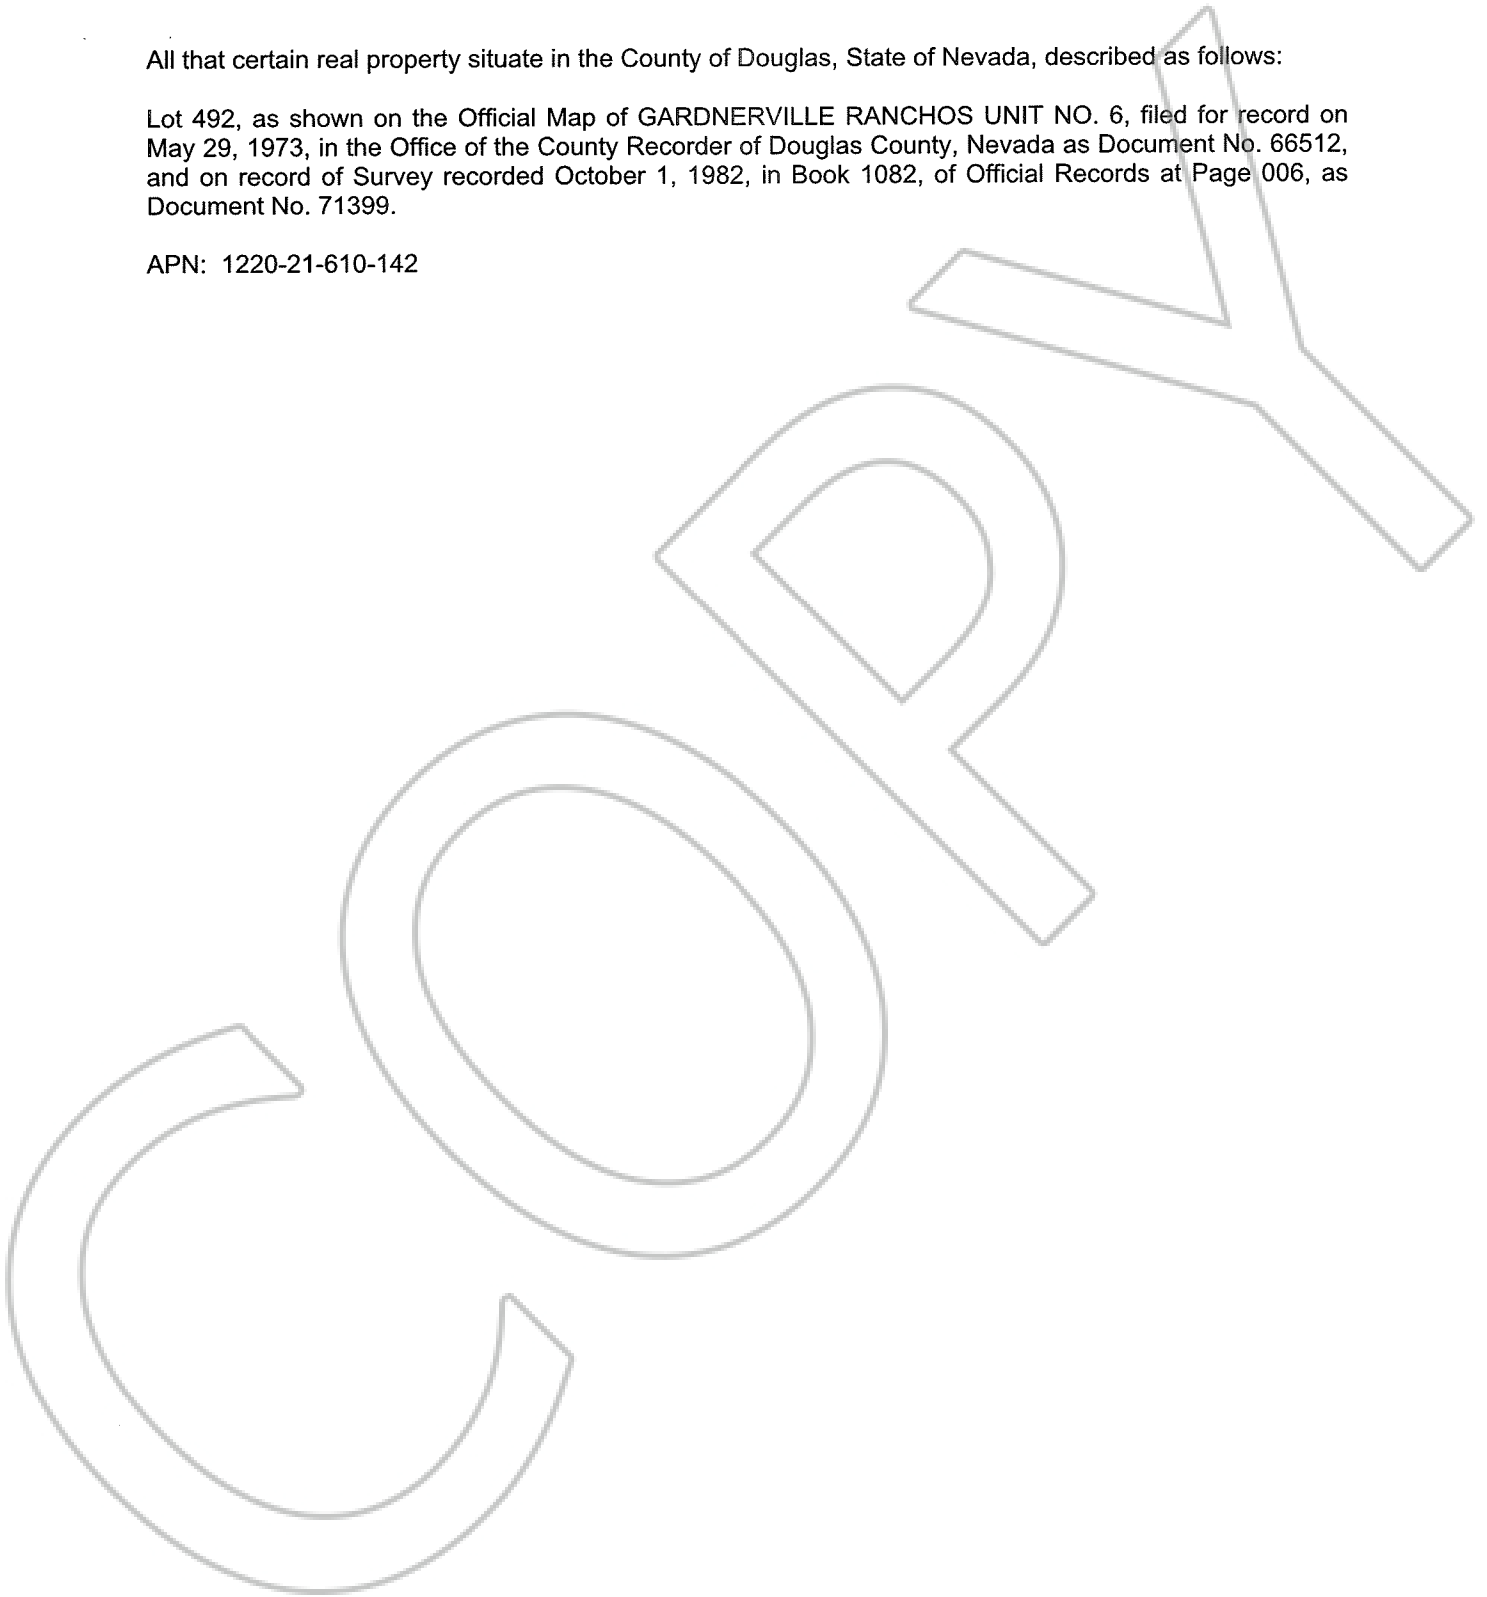 All that certain real property situate in the County of Douglas, State of Nevada, described as follows:
Lot 492, as shown on the Official Map of GARDNERVILLE RANCHOS UNIT NO. 6, filed for record on
May 29, 1973, in the Office of the County Recorder of Douglas County, Nevada as Document No. 66512,
and on record of Survey recorded October 1, 1982, in Book 1082, of Official Records at Page 006, as
Document No. 71399.
APN: 1220-21-610-142
COPY